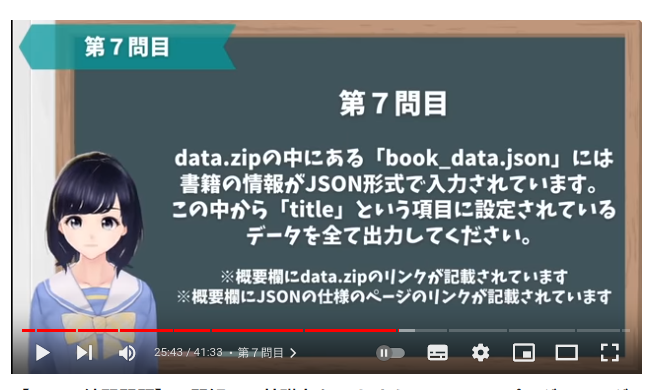 第7問目
第7問目
data.zipの中にある「book_data.json」には
書籍の情報がJSON形式で入力されています。
この中から「title」という項目に設定されている
データを全て出力してください。
※概要欄にdata.zipのリンクが記載されています
※概要欄にJSONの仕様のページのリンクが記載されています
25:43 / 41:33 ・ 第7問目